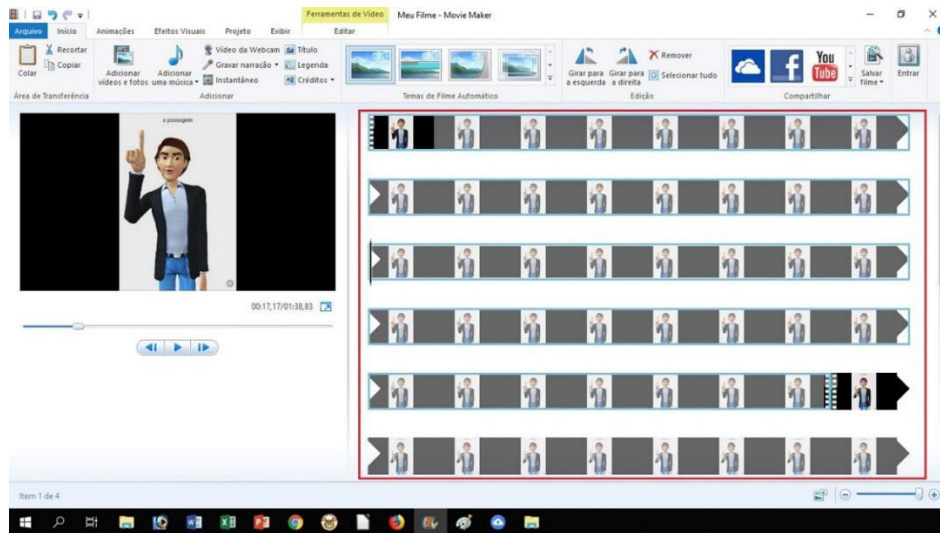 Ferramentas de Vídeo
Meu Filme - Movie Maker
Arquivo Início Animações Efeitos Visuais Projeto Exibir Editar
Colar
Recortar
Copiar
Área de Transferência
Adicionar vídeos e fotos
Adicionar uma música
Vídeo da Webcam
Gravar narração
Instantâneo
Título
Legenda
Créditos
Adicionar
Temas de Filme Automático
Girar para a esquerda
Girar para a direita
Remover
Selecionar tudo
Edição
You
Tube
Compartilhar
Salvar filme
Entrar
a passagem
00:17,17/01:38,83
Item 1 de 4